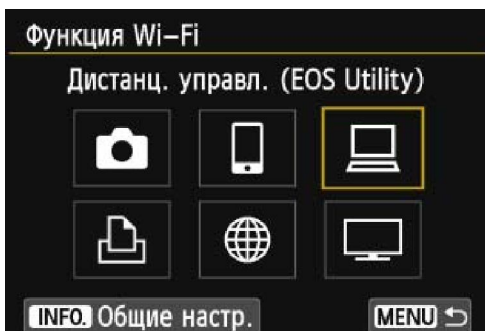 Функция Wi-Fi
Дистанц. управл. (EOS Utility)
INFO. Общие настр. MENU